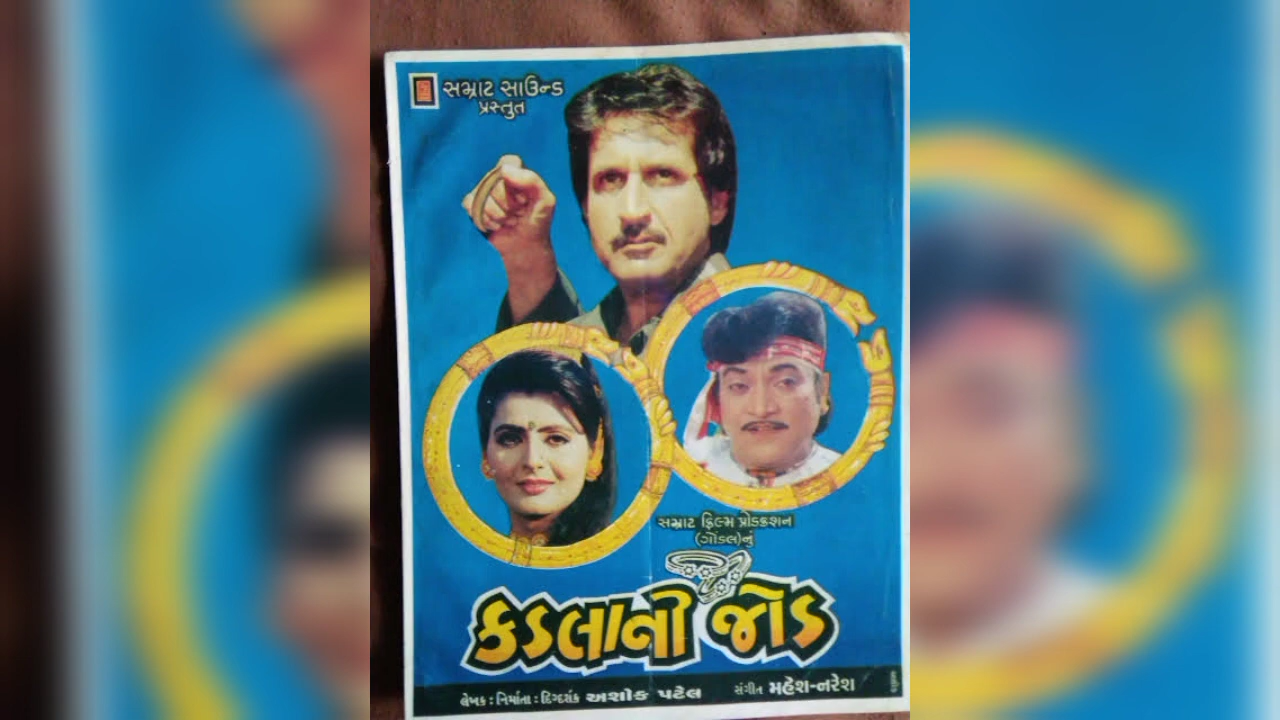 સમ્રાટ સાઉન્ડ
પ્રસ્તુત
સમ્રાટ ફિલ્મ પ્રોડક્શન
(ગોંડલ)નું
કડલાની જોડ
લેખક : નિર્માતા : દિગ્દર્શક અશોક પટેલ સંગીત મહેશ-નરેશ